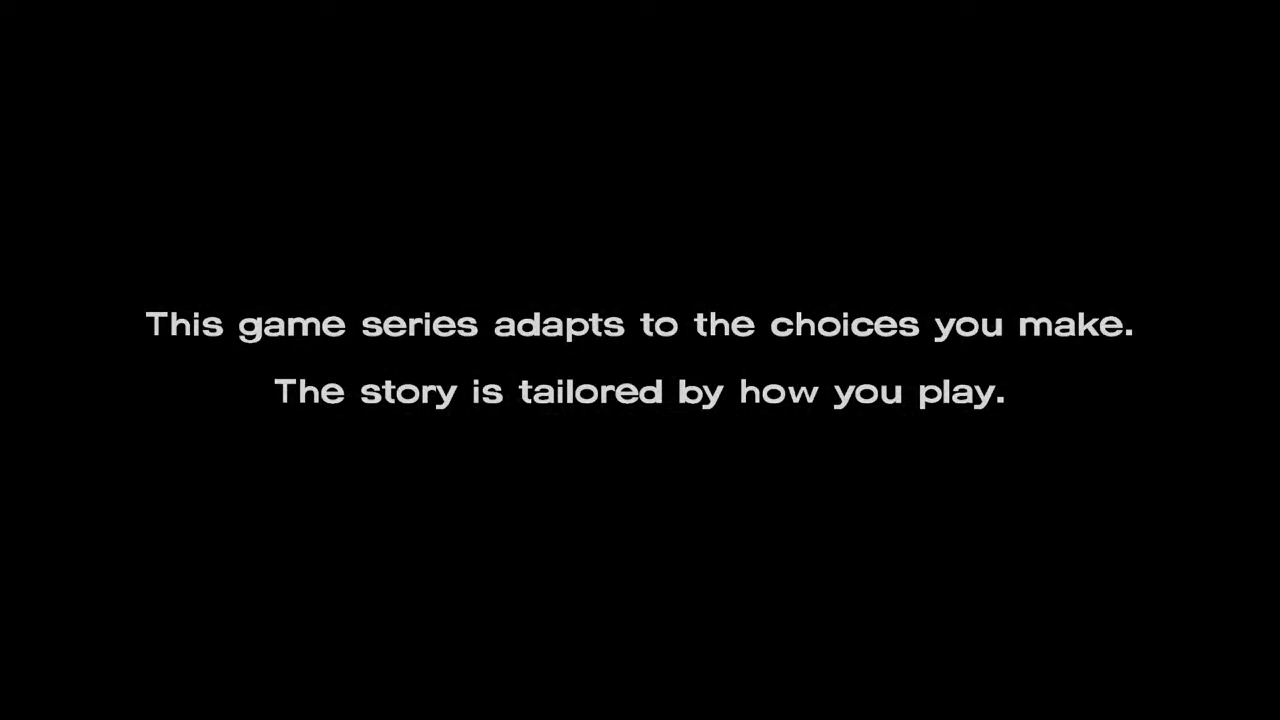 This game series adapts to the choices you make.
The story is tailored by how you play.